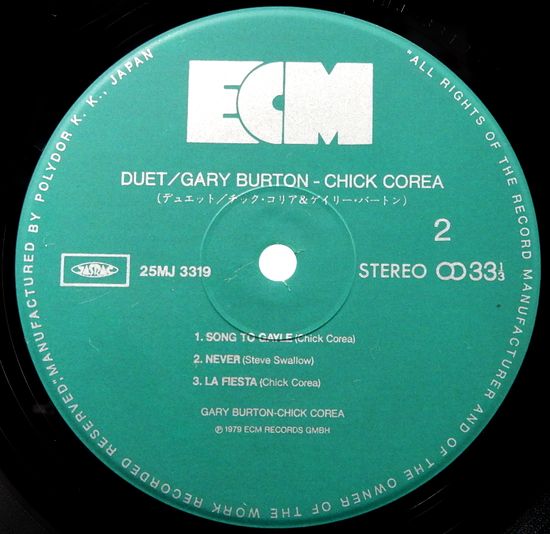 ECM
DUET/GARY BURTON - CHICK COREA
(デュエット/チック・コリア&ゲイリー・バートン)
2
JASRAC
25MJ 3319
STEREO
33⅓
1. SONG TO GAYLE (Chick Corea)
2. NEVER (Steve Swallow)
3. LA FIESTA (Chick Corea)
GARY BURTON-CHICK COREA
℗ 1979 ECM RECORDS GMBH
"ALL RIGHTS OF THE RECORD MANUFACTURER AND OF THE OWNER OF THE WORK RECORDED RESERVED" MANUFACTURED BY POLYDOR K. K., JAPAN